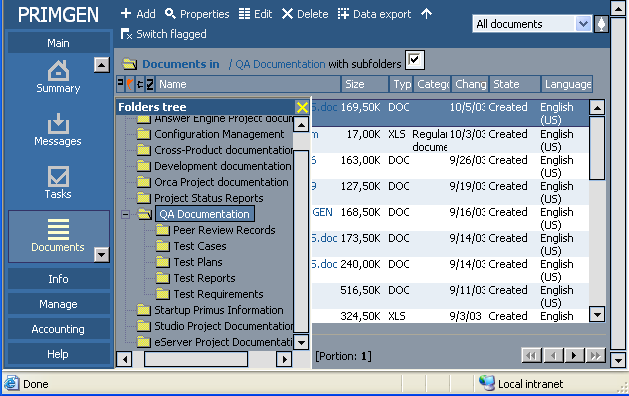 PRIMGEN
Main
Summary
Messages
Tasks
Documents
Info
Manage
Accounting
Help
Add Properties Edit Delete Data export
Switch flagged
All documents
Documents in / QA Documentation with subfolders
Name Size Typ Catego Chang State Language
Folders tree
Answer Engine Project docum
Configuration Management
Cross-Product documentation
Development documentation
Orca Project documentation
Project Status Reports
QA Documentation
Peer Review Records
Test Cases
Test Plans
Test Reports
Test Requirements
Startup Primus Information
Studio Project Documentation
eServer Project Documentati
5.doc 169,50K DOC 10/5/03 Created English (US)
m 17,00K XLS Regular docume 10/3/03 Created English (US)
6 163,00K DOC 9/26/03 Created English (US)
9 127,50K DOC 9/19/03 Created English (US)
GEN 168,50K DOC 9/16/03 Created English (US)
5.doc 173,50K DOC 9/14/03 Created English (US)
5.doc 240,00K DOC 9/14/03 Created English (US)
516,50K DOC 9/11/03 Created English (US)
324,50K XLS 9/3/03 Created English (US)
[Portion: 1]
Done
Local intranet